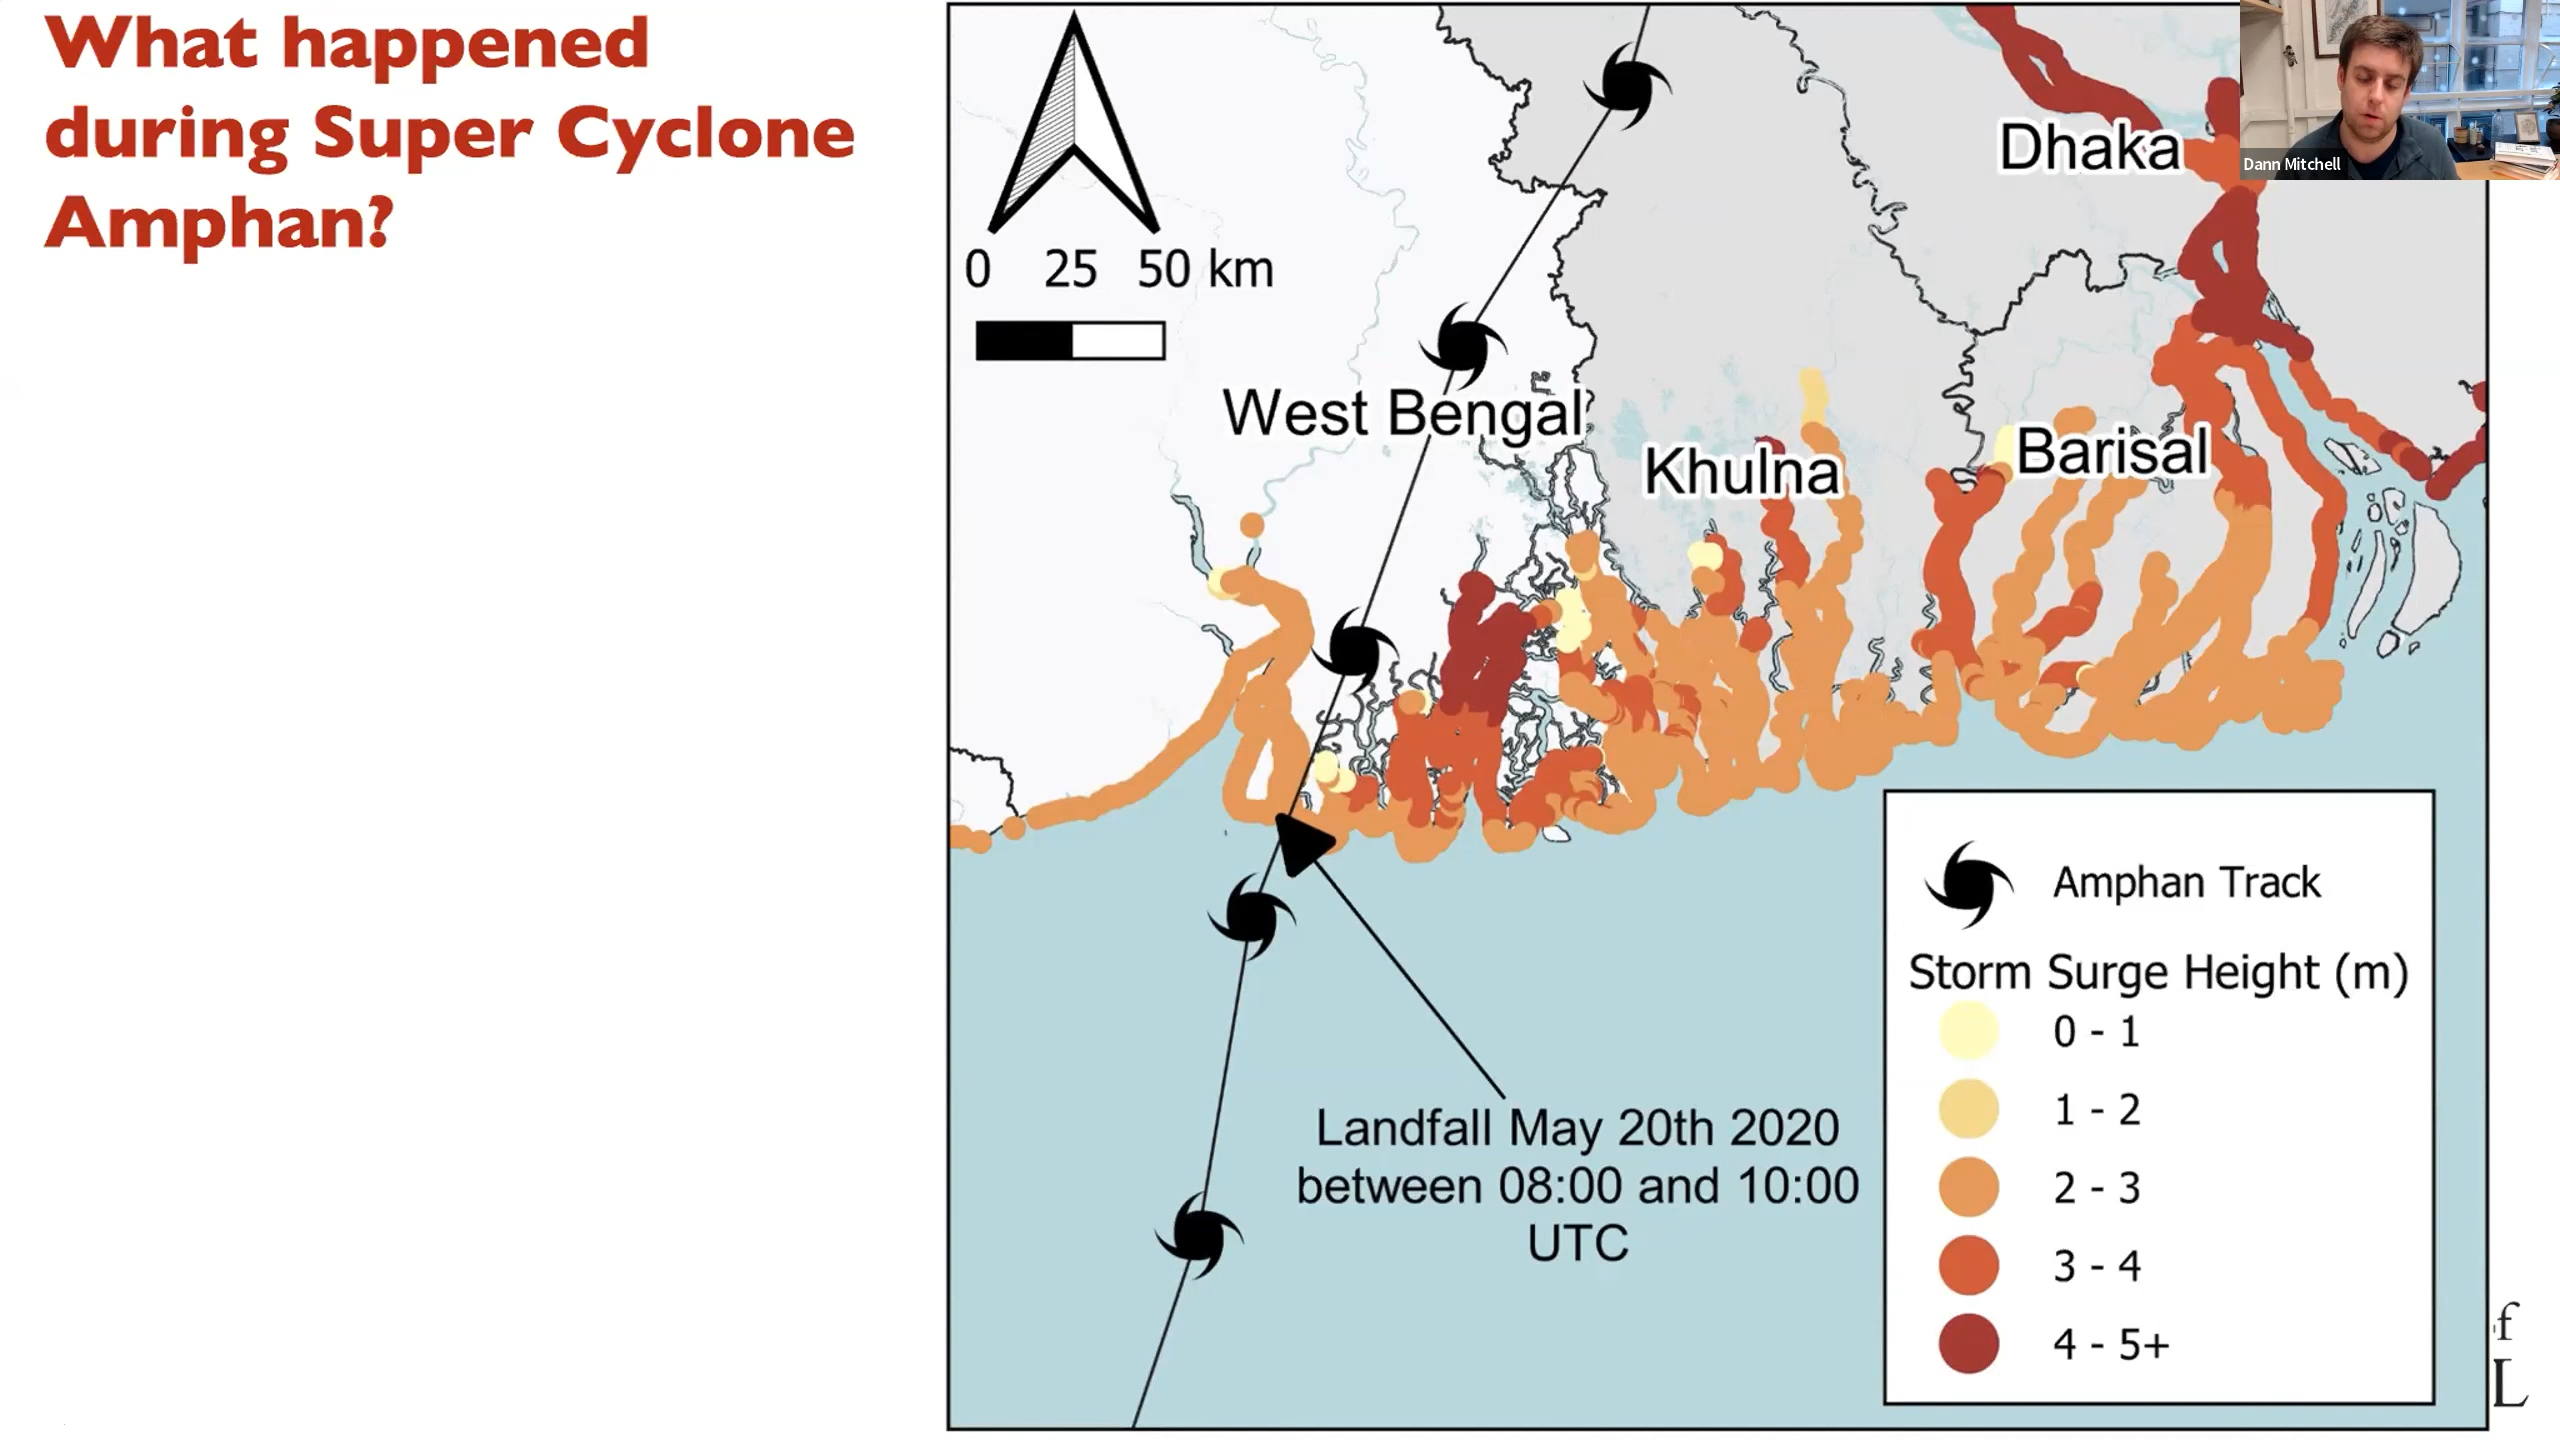 What happened
during Super Cyclone
Amphan?
0 25 50 km
Dhaka
Dann Mitchell
West Bengal
Khulna
Barisal
Landfall May 20th 2020
between 08:00 and 10:00
UTC
Amphan Track
Storm Surge Height (m)
0 - 1
1 - 2
2 - 3
3 - 4
4 - 5+
f
L